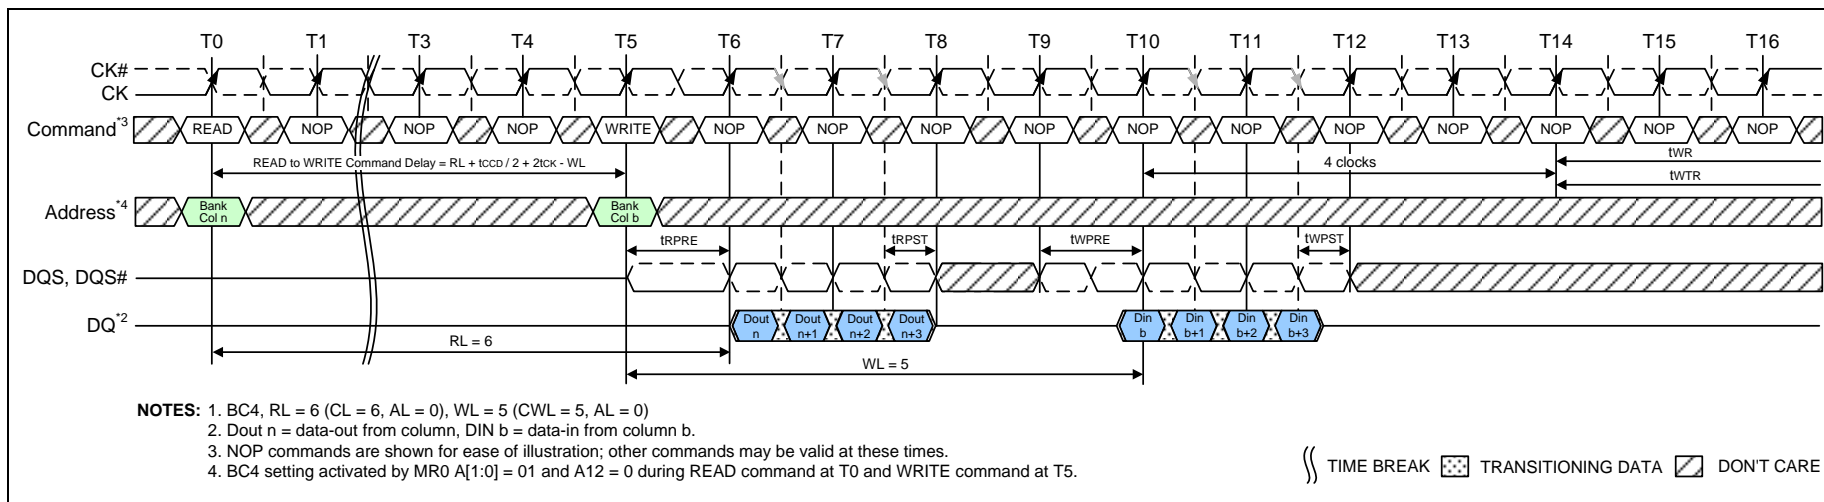 T0 T1 T3 T4 T5 T6 T7 T8 T9 T10 T11 T12 T13 T14 T15 T16
CK#
CK
Command*3 READ NOP NOP NOP WRITE NOP NOP NOP NOP NOP NOP NOP NOP NOP NOP NOP
READ to WRITE Command Delay = RL + tCCD / 2 + 2tCK - WL
4 clocks
tWR
tWTR
Address*4
Bank
Col n
Bank
Col b
tRPRE tRPST tWPRE tWPST
DQS, DQS#
DQ*2
Dout
n
Dout
n+1
Dout
n+2
Dout
n+3
Din
b
Din
b+1
Din
b+2
Din
b+3
RL = 6
WL = 5
NOTES: 1. BC4, RL = 6 (CL = 6, AL = 0), WL = 5 (CWL = 5, AL = 0)
2. Dout n = data-out from column, DIN b = data-in from column b.
3. NOP commands are shown for ease of illustration; other commands may be valid at these times.
4. BC4 setting activated by MR0 A[1:0] = 01 and A12 = 0 during READ command at T0 and WRITE command at T5.
TIME BREAK TRANSITIONING DATA DON'T CARE